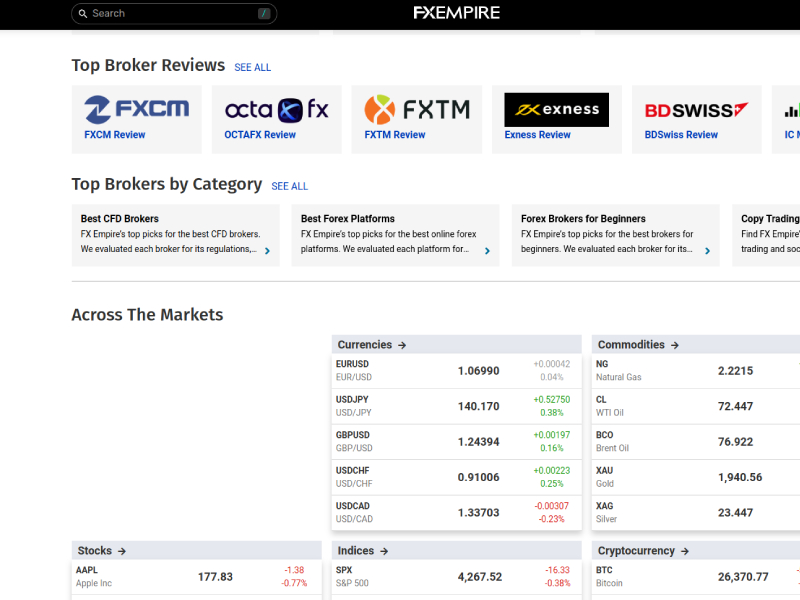 Search /
FXEMPIRE
Top Broker Reviews SEE ALL
FXCM
FXCM Review
octa fx
OCTAFX Review
FXTM
FXTM Review
exness
Exness Review
BDSWISS
BDSwiss Review
Top Brokers by Category SEE ALL
Best CFD Brokers
FX Empire's top picks for the best CFD brokers.
We evaluated each broker for its regulations,...
Best Forex Platforms
FX Empire's top picks for the best online forex
platforms. We evaluated each platform for...
Forex Brokers for Beginners
FX Empire's top picks for the best brokers for
beginners. We evaluated each broker for its...
Copy Trading
Find FX Empire'
trading and soc
Across The Markets
Currencies →
EURUSD 1.06990 +0.00042
EUR/USD 0.04%
USDJPY 140.170 +0.52750
USD/JPY 0.38%
GBPUSD 1.24394 +0.00197
GBP/USD 0.16%
USDCHF 0.91006 +0.00223
USD/CHF 0.25%
USDCAD 1.33703 -0.00307
USD/CAD -0.23%
Commodities →
NG 2.2215
Natural Gas
CL 72.447
WTI Oil
BCO 76.922
Brent Oil
XAU 1,940.56
Gold
XAG 23.447
Silver
Stocks →
AAPL 177.83 -1.38
Apple Inc -0.77%
Indices →
SPX 4,267.52 -16.33
S&P 500 -0.38%
Cryptocurrency →
BTC 26,370.77
Bitcoin